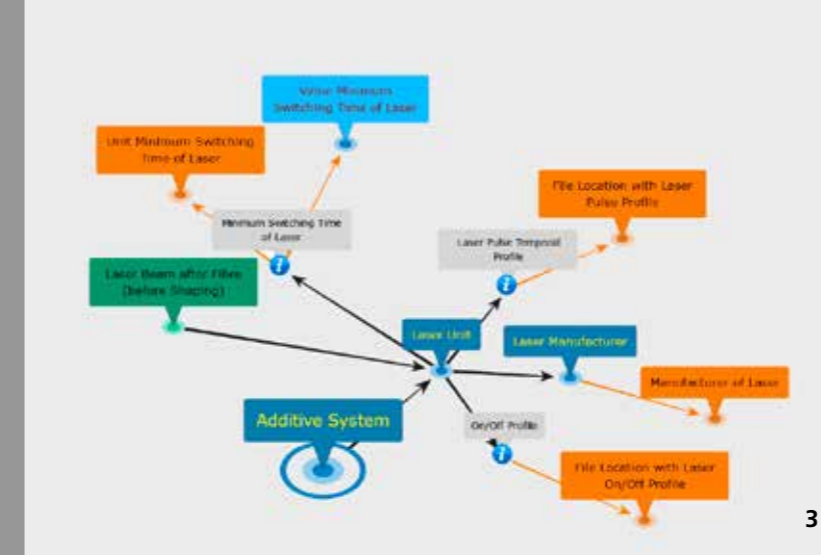 Value Minimum
Switching Time of Laser
Unit Minimum Switching
Time of Laser
File Location with Laser
Pulse Profile
Minimum Switching Time
of Laser
Laser Pulse Temporal
Profile
Laser Beam after Fibre
(before Shaping)
Laser Unit
Laser Manufacturer
Manufacturer of Laser
Additive System
On/Off Profile
File Location with Laser
On/Off Profile
3